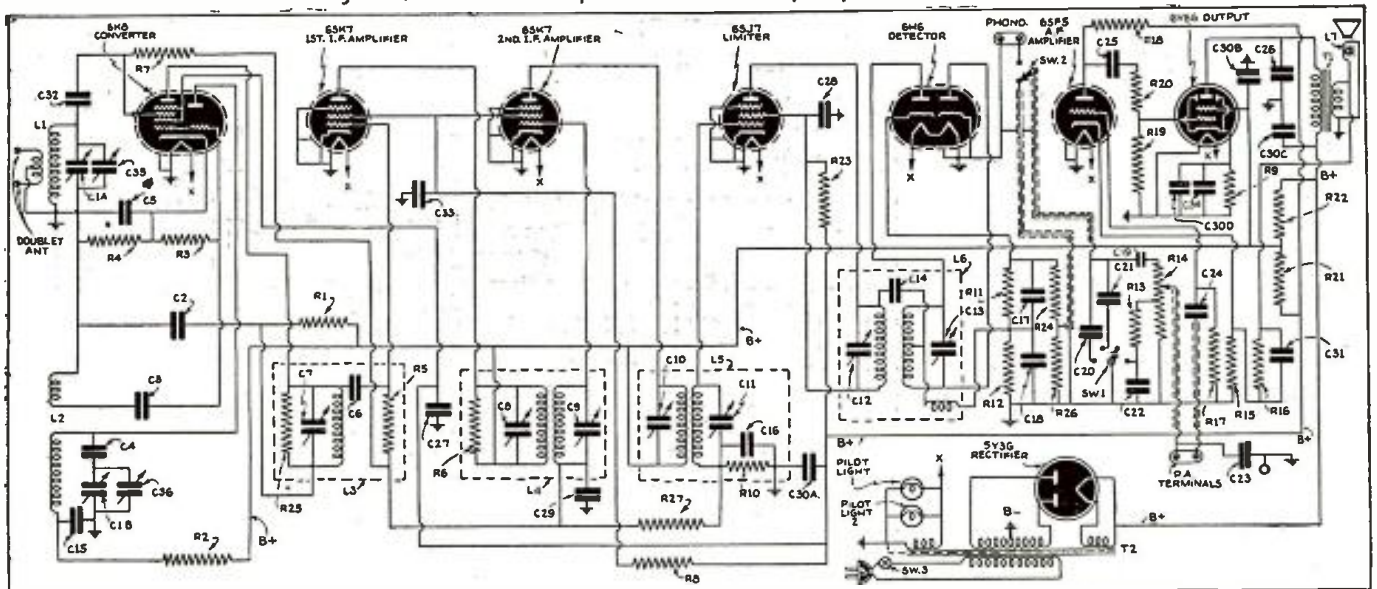 6K8
CONVERTER
6SK7
1ST. I.F. AMPLIFIER
6SK7
2ND. I.F. AMPLIFIER
6SJ7
LIMITER
6H6
DETECTOR
PHONO.
SW.2
6SF5
A.F.
AMPLIFIER
OUTPUT
R18
C25
C30B
C26
L7
R7
C32
L1
C35
C1A
C5
DOUBLET
ANT
R4
R3
C33
C28
R23
R20
R19
C30C
R9
C34
C30D
B+
R22
R21
C2
R1
C3
L2
C4
C36
C1B
C15
R2
B+
C7
C6
R5
R25
L3
C27
R6
C8
C9
L4
C29
C10
L5
C11
C16
R10
C30A.
R27
R8
B+
L6
C14
C12
C13
R11
C17
R24
R12
C18
R26
C20
C21
SW1
C19
R13
R14
C22
C24
R17
R15
R16
C31
B+
B+
P.A.
TERMINALS
C23
5Y3G
RECTIFIER
PILOT
LIGHT
PILOT
LIGHT
2
X
B-
B+
T2
SW.3
X
X
X
X
X
X
X